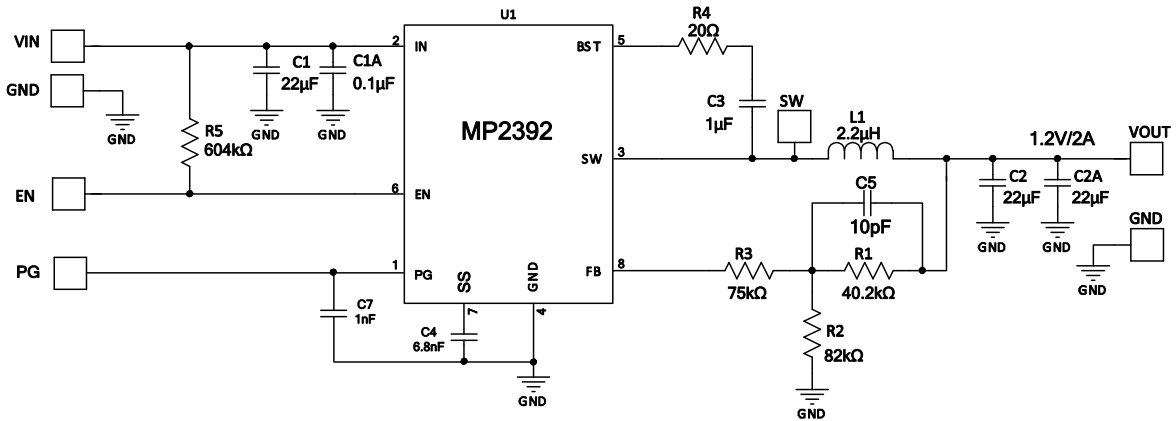 U1
VIN
2
IN
GND
C1
22µF
C1A
0.1µF
GND
GND
GND
R5
604kΩ
MP2392
BST
5
R4
20Ω
C3
1µF
SW
SW
3
L1
2.2µH
1.2V/2A
VOUT
EN
6
EN
C5
10pF
C2
22µF
C2A
22µF
GND
GND
GND
GND
PG
1
PG
SS
7
GND
4
FB
8
R3
75kΩ
R1
40.2kΩ
C7
1nF
C4
6.8nF
R2
82kΩ
GND
GND